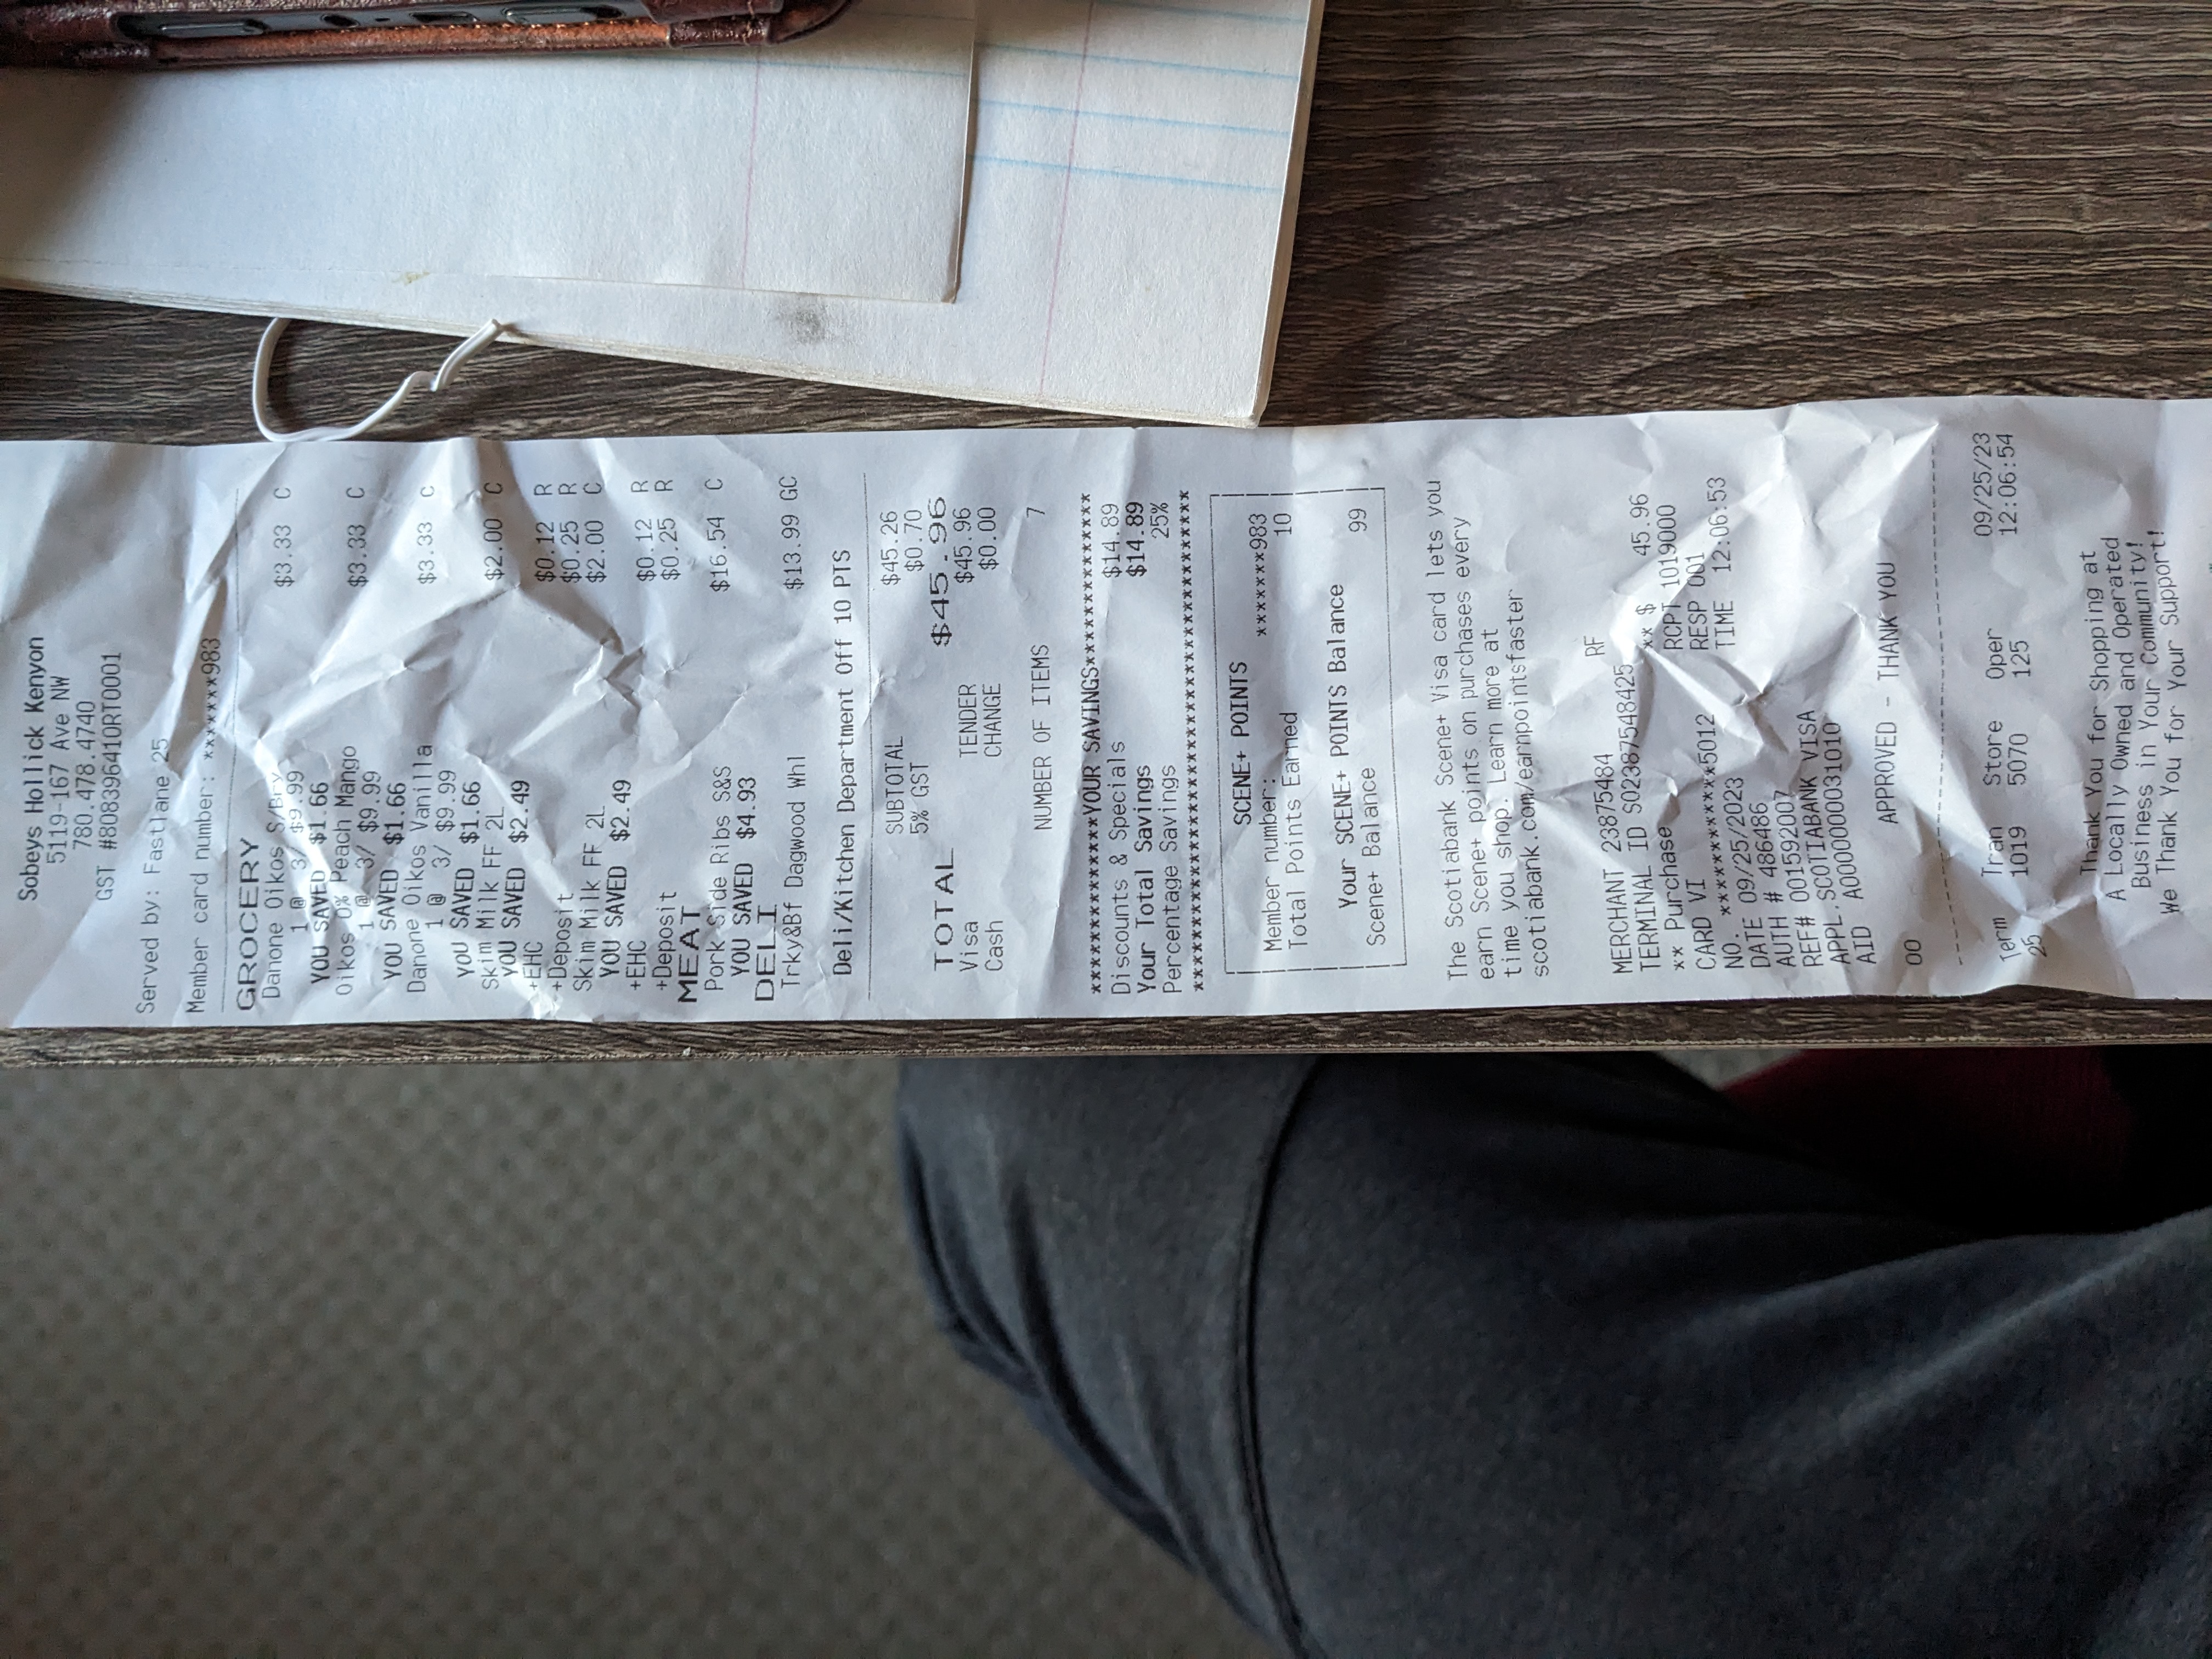 Sobeys Hollick Kenyon
5119-167 Ave NW
780.478.4740
GST #808396410RT0001
Served by: Fastlane 25
Member card number: ********983
GROCERY
Danone Oikos S/Bry $3.33 C
1 @ 3/ $9.99
YOU SAVED $1.66
Oikos 0% Peach Mango $3.33 C
1 @ 3/ $9.99
YOU SAVED $1.66
Danone Oikos Vanilla $3.33 C
1 @ 3/ $9.99
YOU SAVED $1.66
Skim Milk FF 2L $2.00 C
YOU SAVED $2.49
+EHC $0.12 R
+Deposit $0.25 R
Skim Milk FF 2L $2.00 C
YOU SAVED $2.49
+EHC $0.12 R
+Deposit $0.25 R
MEAT
Pork Side Ribs S&S $16.54 C
YOU SAVED $4.93
DELI
Trky&Bf Dagwood Whl $13.99 GC
Deli/Kitchen Department Off 10 PTS
SUBTOTAL $45.26
5% GST $0.70
TOTAL $45.96
Visa TENDER $45.96
Cash CHANGE $0.00
NUMBER OF ITEMS 7
************YOUR SAVINGS************
Discounts & Specials $14.89
Your Total Savings $14.89
Percentage Savings 25%
************************************
SCENE+ POINTS
Member number: ********983
Total Points Earned 10
Your SCENE+ POINTS Balance
Scene+ Balance 99
The Scotiabank Scene+ Visa card lets you
earn Scene+ points on purchases every
time you shop. Learn more at
scotiabank.com/earnpointsfaster
MERCHANT 23875484 RF
TERMINAL ID S02387548425
** Purchase ** $ 45.96
CARD VI RCPT 1019000
NO. ************5012 RESP 001
DATE 09/25/2023 TIME 12:06:53
AUTH # 486486
REF# 001592007
APPL.SCOTIABANK VISA
AID A0000000031010
APPROVED - THANK YOU
00
Term Tran Store Oper 09/25/23
25 1019 5070 125 12:06:54
Thank You for Shopping at
A Locally Owned and Operated
Business in Your Community!
We Thank You for Your Support!